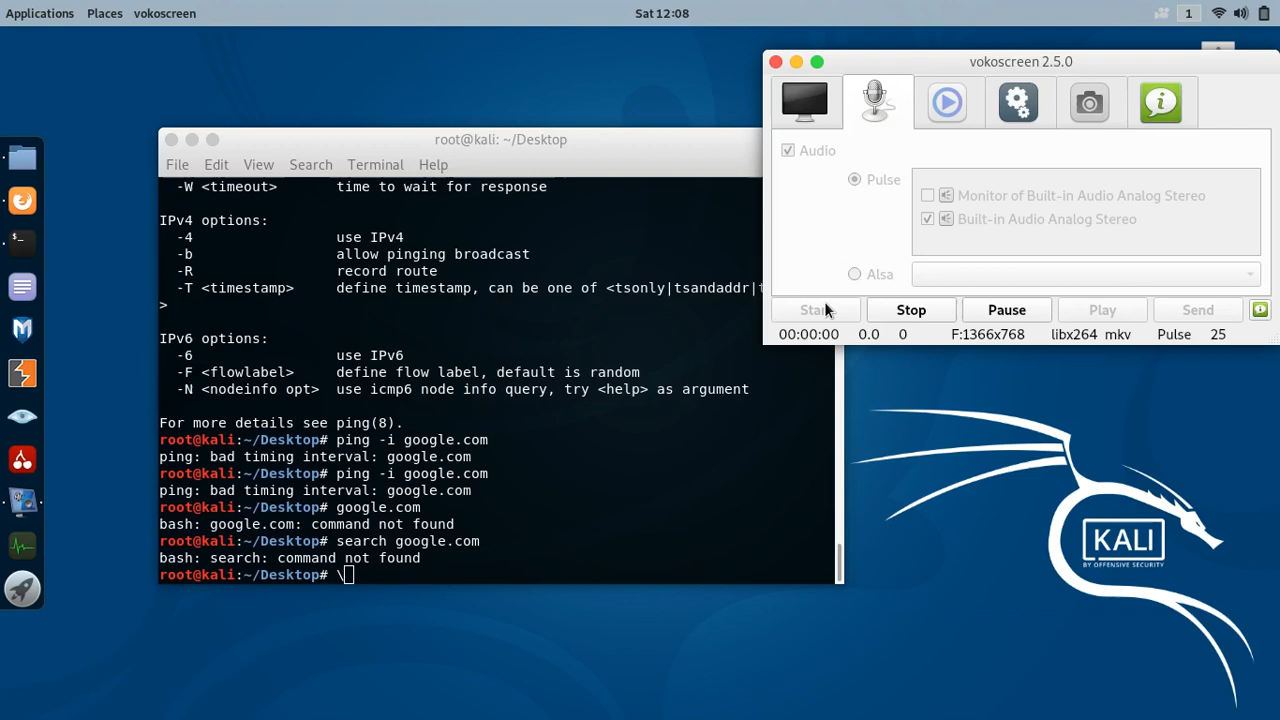 Applications Places vokoscreen
Sat 12:08
1
vokoscreen 2.5.0
Audio
Pulse
Monitor of Built-in Audio Analog Stereo
Built-in Audio Analog Stereo
Alsa
Stop Pause Play Send
00:00:00 0.0 0 F:1366x768 libx264 mkv Pulse 25
root@kali: ~/Desktop
File Edit View Search Terminal Help
-W <timeout> time to wait for response
IPv4 options:
-4 use IPv4
-b allow pinging broadcast
-R record route
-T <timestamp> define timestamp, can be one of <tsonly|tsandaddr|t
>
IPv6 options:
-6 use IPv6
-F <flowlabel> define flow label, default is random
-N <nodeinfo opt> use icmp6 node info query, try <help> as argument
For more details see ping(8).
root@kali:~/Desktop# ping -i google.com
ping: bad timing interval: google.com
root@kali:~/Desktop# ping -i google.com
ping: bad timing interval: google.com
root@kali:~/Desktop# google.com
bash: google.com: command not found
root@kali:~/Desktop# search google.com
bash: search: command not found
root@kali:~/Desktop# \
KALI
BY OFFENSIVE SECURITY